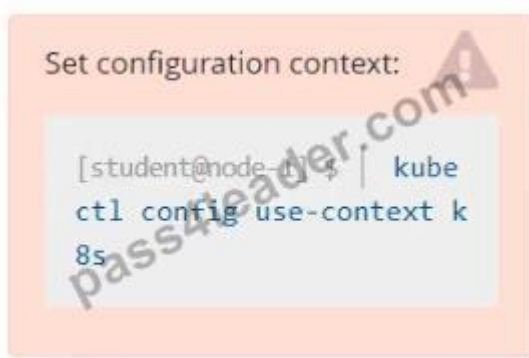 Set configuration context:
[student@node-1] $ | kube
ctl config use-context k
8s
pass4leader.com